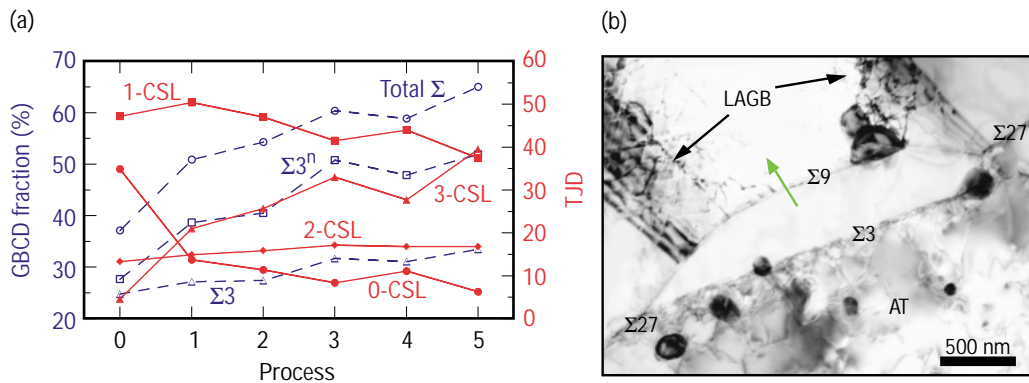 (a)
70
60
50
40
30
20
GBCD fraction (%)
60
50
40
30
20
10
0
TJD
1-CSL
Total Σ
Σ3ⁿ
3-CSL
2-CSL
Σ3
0-CSL
0 1 2 3 4 5
Process
(b)
LAGB
Σ27
Σ9
Σ3
Σ27
AT
500 nm